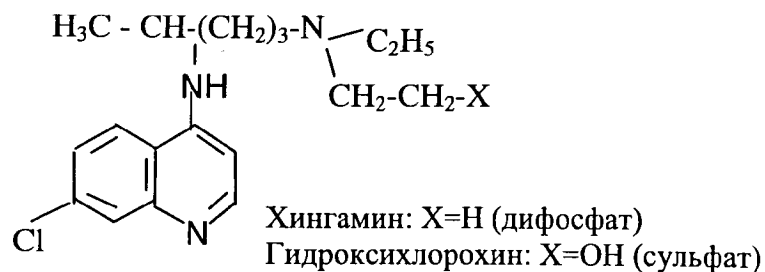 H₃C - CH-(CH₂)₃-N
C₂H₅
NH
CH₂-CH₂-X
Cl
N
Хингамин: X=H (дифосфат)
Гидроксихлорохин: X=OH (сульфат)